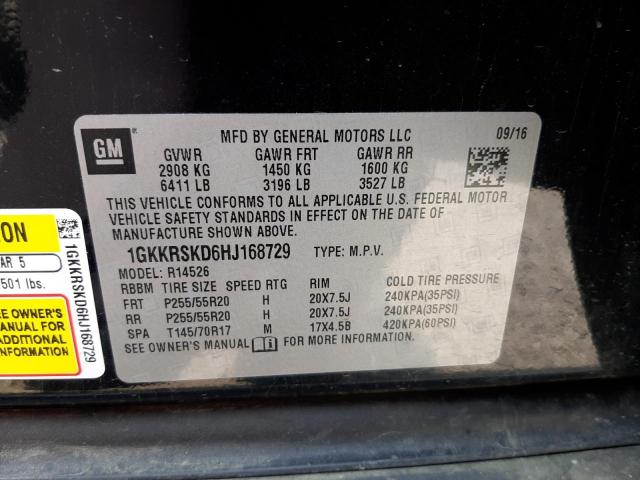 GM
MFD BY GENERAL MOTORS LLC 09/16
GVWR GAWR FRT GAWR RR
2908 KG 1450 KG 1600 KG
6411 LB 3196 LB 3527 LB
THIS VEHICLE CONFORMS TO ALL APPLICABLE U.S. FEDERAL MOTOR
VEHICLE SAFETY STANDARDS IN EFFECT ON THE DATE OF
MANUFACTURE SHOWN ABOVE.
1GKKRSKD6HJ168729 TYPE: M.P.V.
MODEL: R14526
RBBM TIRE SIZE SPEED RTG RIM COLD TIRE PRESSURE
FRT P255/55R20 H 20X7.5J 240KPA(35PSI)
RR P255/55R20 H 20X7.5J 240KPA(35PSI)
SPA T145/70R17 M 17X4.5B 420KPA(60PSI)
SEE OWNER'S MANUAL FOR MORE INFORMATION.
ON
AR 5
501 lbs.
EE OWNER'S
MANUAL FOR
ADDITIONAL
INFORMATION
1GKKRSKD6HJ168729